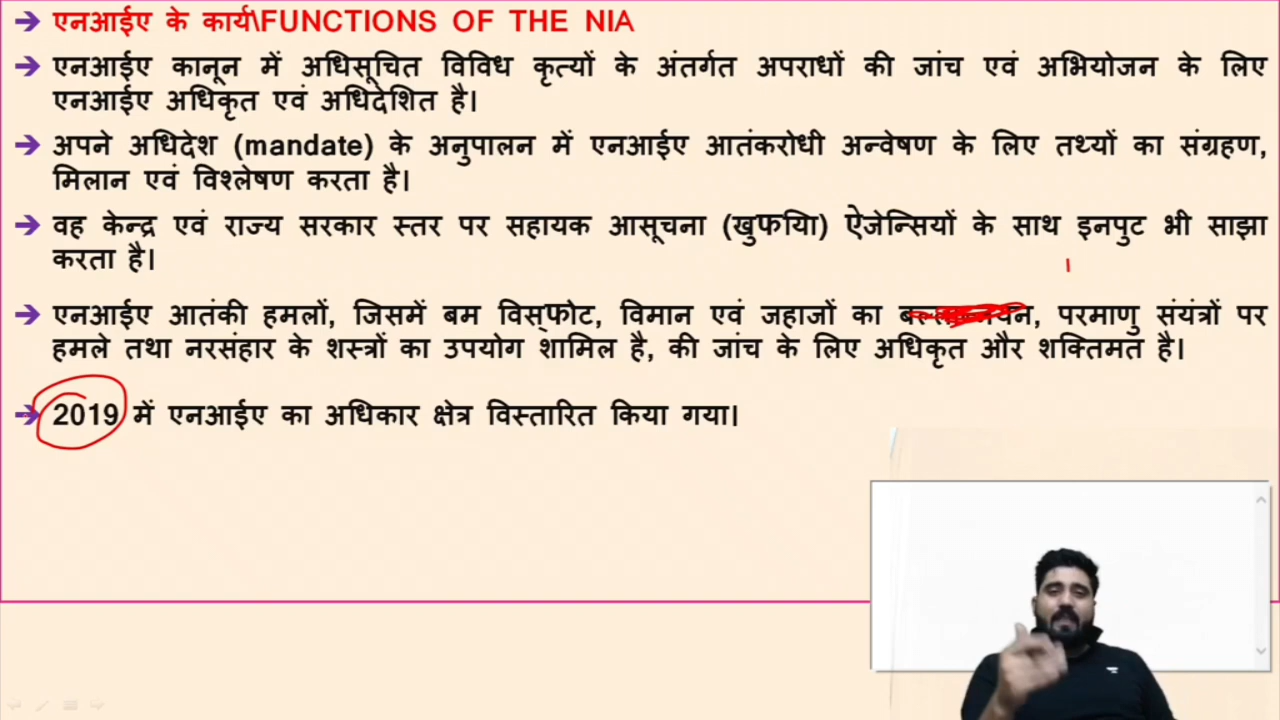 एनआईए के कार्य\FUNCTIONS OF THE NIA
एनआईए कानून में अधिसूचित विविध कृत्यों के अंतर्गत अपराधों की जांच एवं अभियोजन के लिए
एनआईए अधिकृत एवं अधिदेशित है।
अपने अधिदेश (mandate) के अनुपालन में एनआईए आतंकरोधी अन्वेषण के लिए तथ्यों का संग्रहण,
मिलान एवं विश्लेषण करता है।
वह केन्द्र एवं राज्य सरकार स्तर पर सहायक आसूचना (खुफिया) ऐजेन्सियों के साथ इनपुट भी साझा
करता है।
एनआईए आतंकी हमलों, जिसमें बम विस्फोट, विमान एवं जहाजों का परमाणु संयंत्रों पर
हमले तथा नरसंहार के शस्त्रों का उपयोग शामिल है, की जांच के लिए अधिकृत और शक्तिमत है।
2019 में एनआईए का अधिकार क्षेत्र विस्तारित किया गया।